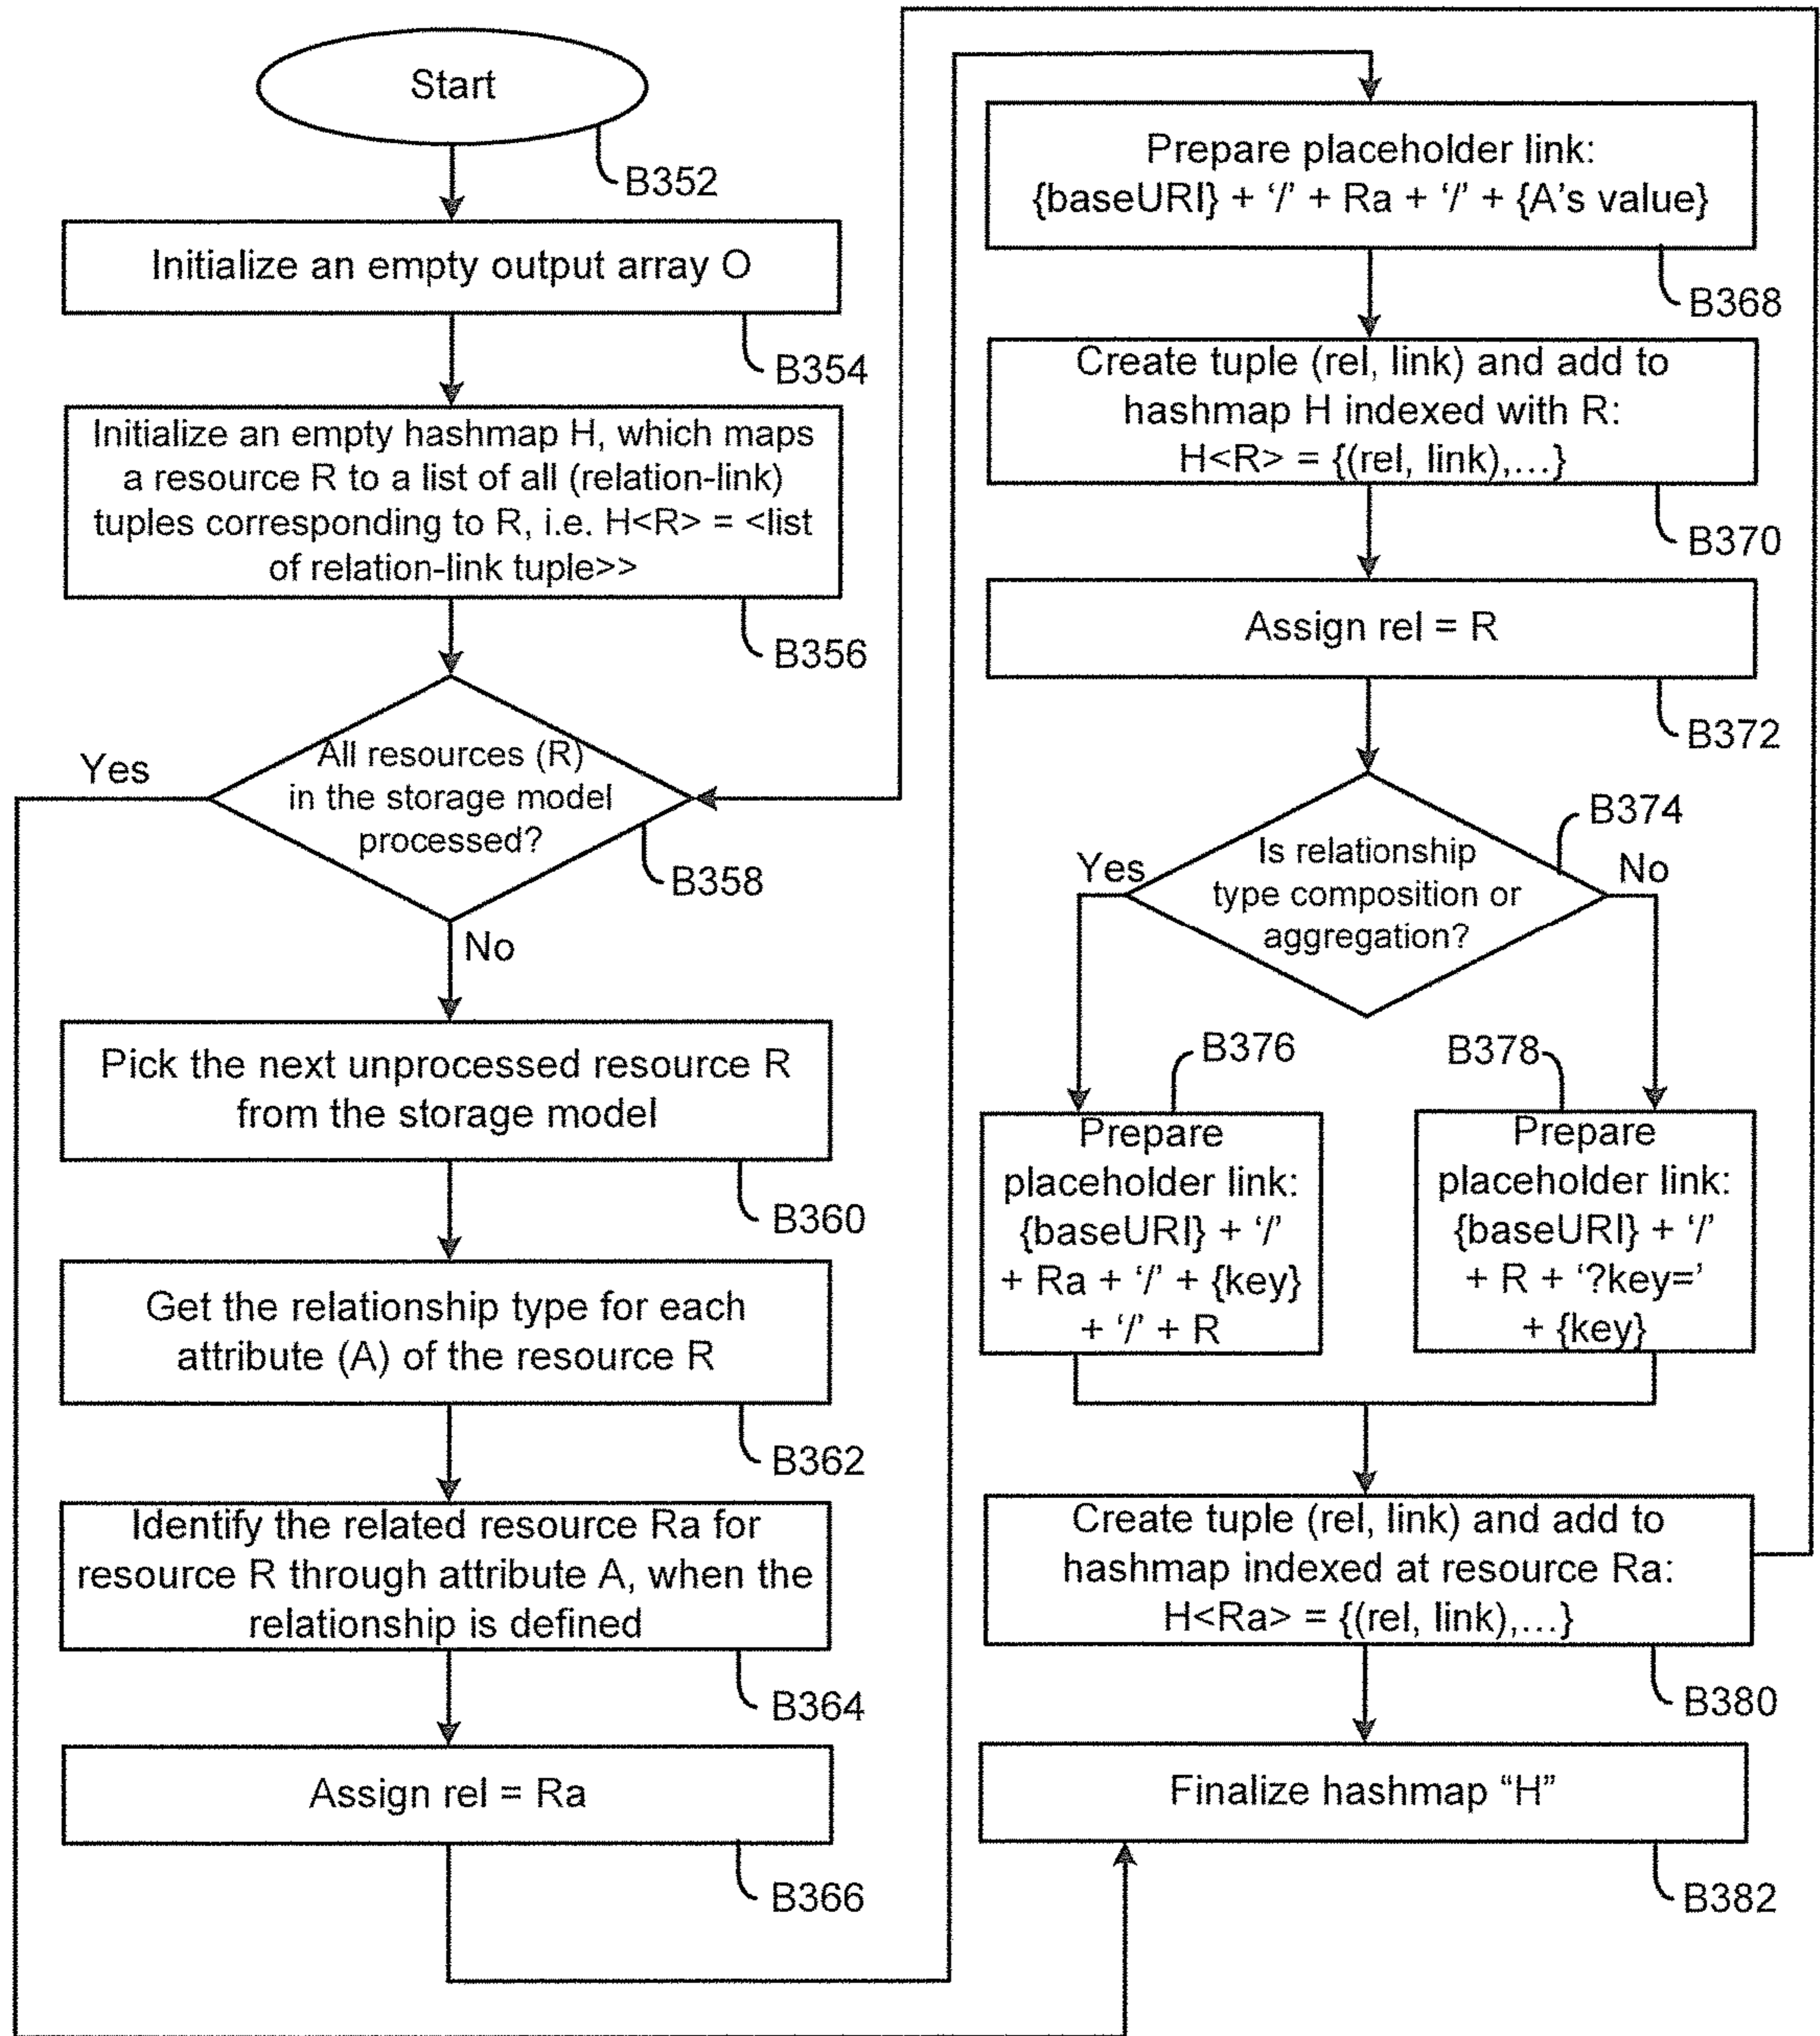 Start
B352
Initialize an empty output array O
B354
Initialize an empty hashmap H, which maps
a resource R to a list of all (relation-link)
tuples corresponding to R, i.e. H<R> = <list
of relation-link tuple>>
B356
All resources (R)
in the storage model
processed?
Yes
B358
No
Pick the next unprocessed resource R
from the storage model
B360
Get the relationship type for each
attribute (A) of the resource R
B362
Identify the related resource Ra for
resource R through attribute A, when the
relationship is defined
B364
Assign rel = Ra
B366
Prepare placeholder link:
{baseURI} + ‘/’ + Ra + ‘/’ + {A’s value}
B368
Create tuple (rel, link) and add to
hashmap H indexed with R:
H<R> = {(rel, link),...}
B370
Assign rel = R
B372
B374
Is relationship
type composition or
aggregation?
Yes
No
B376
Prepare
placeholder link:
{baseURI} + ‘/’
+ Ra + ‘/’ + {key}
+ ‘/’ + R
B378
Prepare
placeholder link:
{baseURI} + ‘/’
+ R + ‘?key=’
+ {key}
Create tuple (rel, link) and add to
hashmap indexed at resource Ra:
H<Ra> = {(rel, link),...}
B380
Finalize hashmap “H”
B382